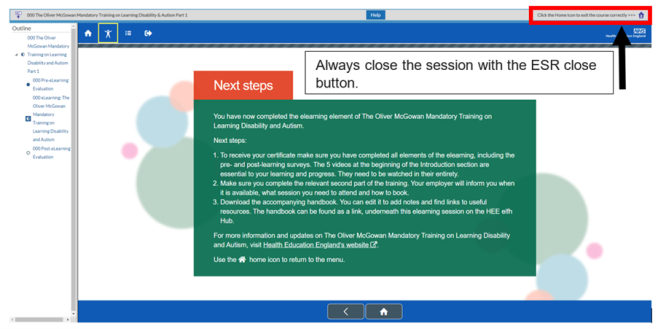 000 The Oliver McGowan Mandatory Training on Learning Disability & Autism Part 1
Help
Click the Home icon to exit the course correctly
Outline
000 The Oliver
McGowan Mandatory
Training on Learning
Disability and Autism
Part 1
000 Pre-eLearning
Evaluation
000 eLearning: The
Oliver McGowan
Mandatory
Training on
Learning Disability
and Autism
000 Post-eLearning
Evaluation
NHS
Always close the session with the ESR close
button.
Next steps
You have now completed the elearning element of The Oliver McGowan Mandatory Training on
Learning Disability and Autism.
Next steps:
1. To receive your certificate make sure you have completed all elements of the elearning, including the
pre- and post-learning surveys. The 5 videos at the beginning of the Introduction section are
essential to your learning and progress. They need to be watched in their entirety.
2. Make sure you complete the relevant second part of the training. Your employer will inform you when
it is available, what session you need to attend and how to book.
3. Download the accompanying handbook. You can edit it to add notes and find links to useful
resources. The handbook can be found as a link, underneath this elearning session on the HEE elfh
Hub.
For more information and updates on The Oliver McGowan Mandatory Training on Learning Disability
and Autism, visit Health Education England's website
Use the home icon to return to the menu.